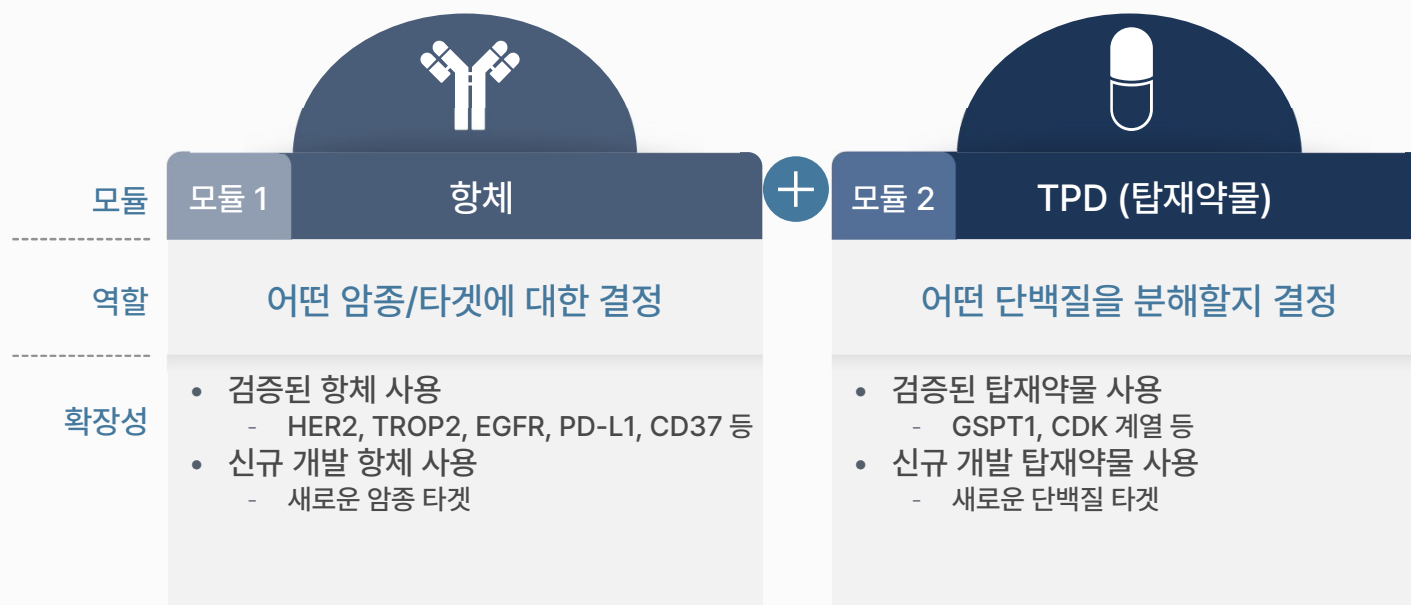 모듈
모듈 1
항체
모듈 2
TPD (탑재약물)
역할
어떤 암종/타겟에 대한 결정
어떤 단백질을 분해할지 결정
확장성
• 검증된 항체 사용
- HER2, TROP2, EGFR, PD-L1, CD37 등
• 신규 개발 항체 사용
- 새로운 암종 타겟
• 검증된 탑재약물 사용
- GSPT1, CDK 계열 등
• 신규 개발 탑재약물 사용
- 새로운 단백질 타겟